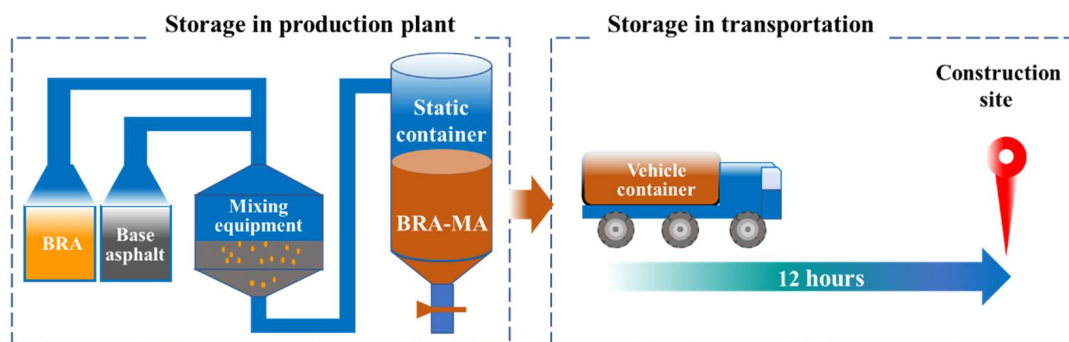 Storage in production plant
Storage in transportation
Static
container
BRA-MA
Mixing
equipment
BRA
Base
asphalt
Vehicle
container
Construction
site
12 hours